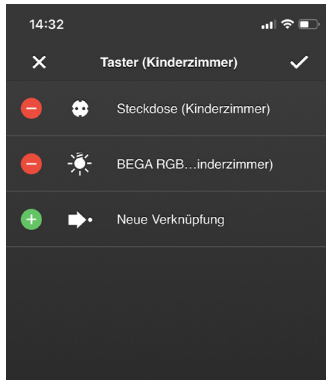 14:32
Taster (Kinderzimmer)
Steckdose (Kinderzimmer)
BEGA RGB...inderzimmer)
Neue Verknüpfung